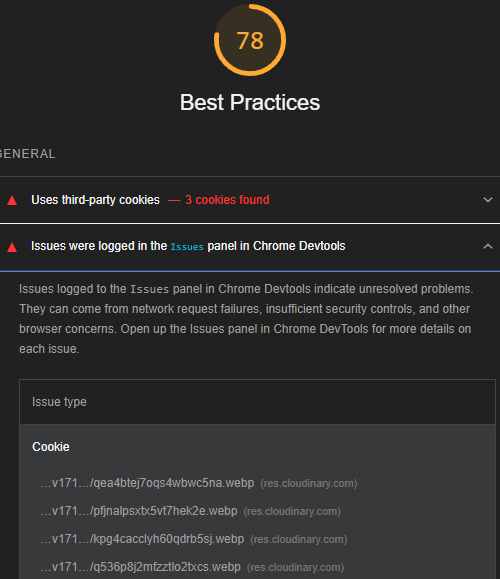 78
Best Practices
GENERAL
Uses third-party cookies — 3 cookies found
Issues were logged in the Issues panel in Chrome Devtools
Issues logged to the Issues panel in Chrome Devtools indicate unresolved problems.
They can come from network request failures, insufficient security controls, and other
browser concerns. Open up the Issues panel in Chrome DevTools for more details on
each issue.
Issue type
Cookie
…v171…/qea4btej7oqs4wbwc5na.webp (res.cloudinary.com)
…v171…/pfjnalpsxtx5vt7hek2e.webp (res.cloudinary.com)
…v171…/kpg4cacclyh60qdrb5sj.webp (res.cloudinary.com)
…v171…/q536p8j2mfzztlo2txcs.webp (res.cloudinary.com)